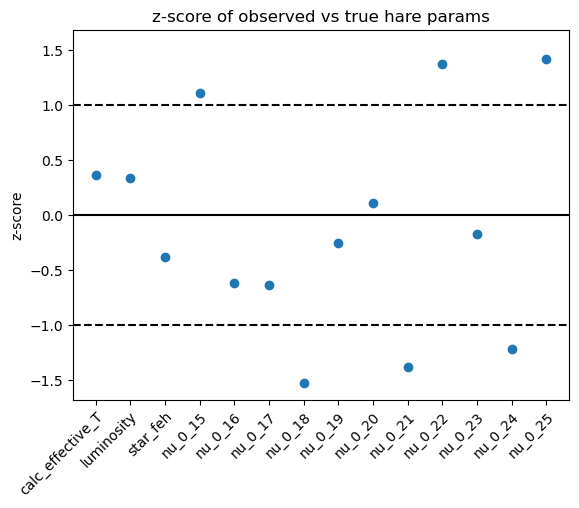 z-score of observed vs true hare params
z-score
1.5
1.0
0.5
0.0
−0.5
−1.0
−1.5
calc_effective_T
luminosity
star_feh
nu_0_15
nu_0_16
nu_0_17
nu_0_18
nu_0_19
nu_0_20
nu_0_21
nu_0_22
nu_0_23
nu_0_24
nu_0_25